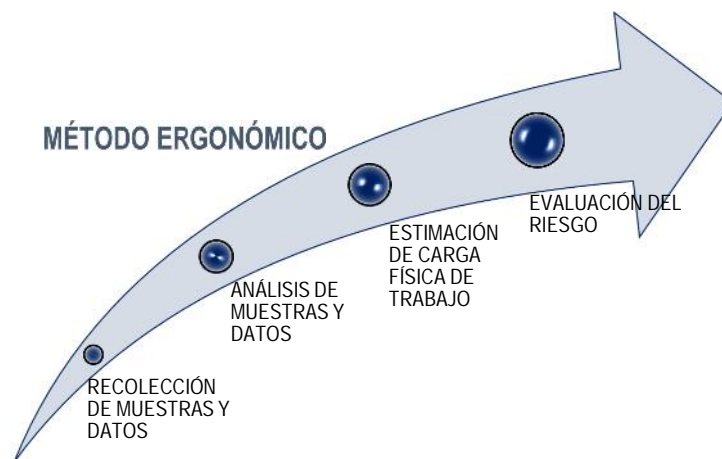 MÉTODO ERGONÓMICO
RECOLECCIÓN
DE MUESTRAS Y
DATOS
ANÁLISIS DE
MUESTRAS Y
DATOS
ESTIMACIÓN
DE CARGA
FÍSICA DE
TRABAJO
EVALUACIÓN DEL
RIESGO